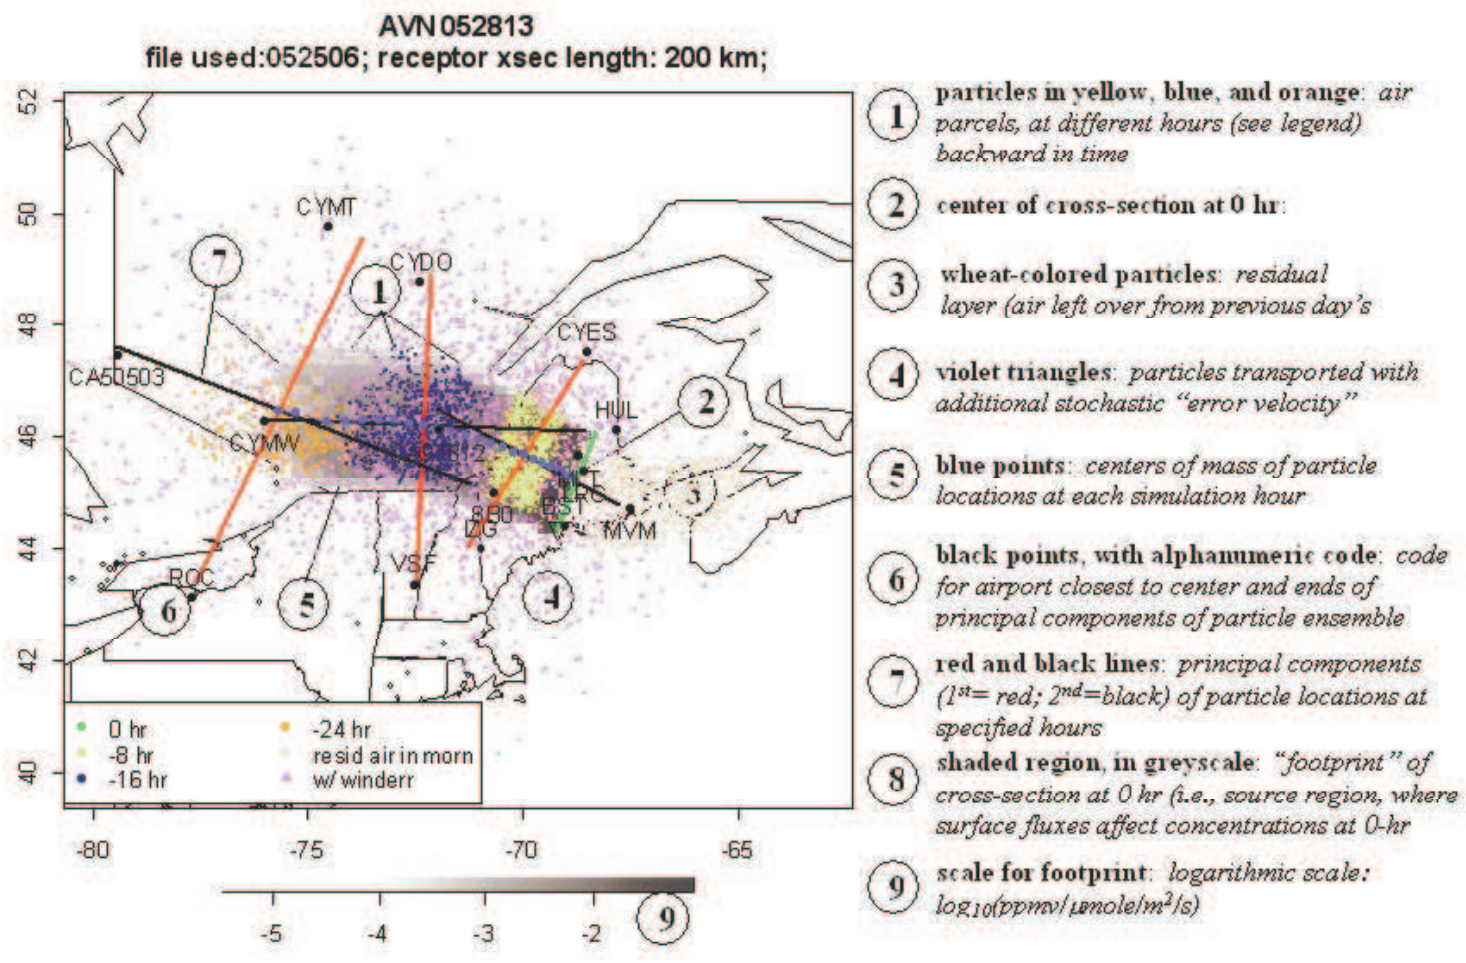 AVN 052813
file used:052506; receptor xsec length: 200 km;
52
50
48
46
44
42
40
-80
-75
-70
-65
CYMT
CYDO
7
1
CYES
CA50503
HUL
2
CYMW
3
MVM
LG
VSF
ROC
6
5
4
0 hr
-8 hr
-16 hr
-24 hr
resid air in morn
w/ winderr
-5
-4
-3
-2
9
1
particles in yellow, blue, and orange: air
parcels, at different hours (see legend)
backward in time
2
center of cross-section at 0 hr:
3
wheat-colored particles: residual
layer (air left over from previous day's
4
violet triangles: particles transported with
additional stochastic "error velocity"
5
blue points: centers of mass of particle
locations at each simulation hour
6
black points, with alphanumeric code: code
for airport closest to center and ends of
principal components of particle ensemble
7
red and black lines: principal components
(1st= red; 2nd=black) of particle locations at
specified hours
8
shaded region, in greyscale: "footprint" of
cross-section at 0 hr (i.e., source region, where
surface fluxes affect concentrations at 0-hr
9
scale for footprint: logarithmic scale:
log10(ppmv/μmole/m²/s)